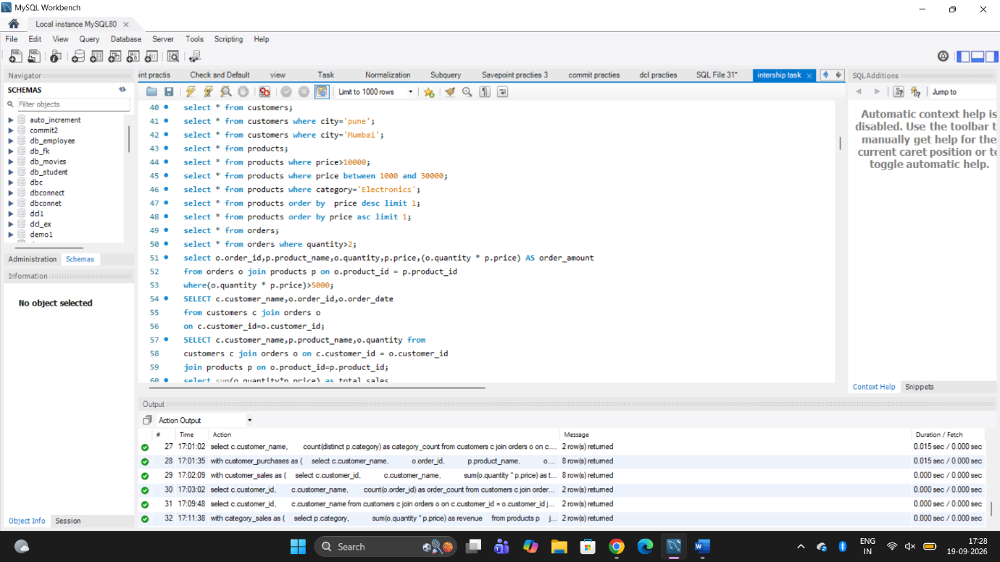 MySQL Workbench
Local instance MySQL80
File Edit View Query Database Server Tools Scripting Help
Navigator
SCHEMAS
Filter objects
auto_increment
commit2
db_employee
db_fk
db_movies
db_student
dbc
dbconnect
dbconnet
dcl1
dcl_ex
demo1
Administration Schemas
Information
No object selected
Object Info Session
int practis Check and Default view Task Normalization Subquery Savepoint practies 3 commit practies dcl practies SQL File 31* intership task
Limit to 1000 rows
40 select * from customers;
41 select * from customers where city='pune';
42 select * from customers where city='Mumbai';
43 select * from products;
44 select * from products where price>10000;
45 select * from products where price between 1000 and 30000;
46 select * from products where category='Electronics';
47 select * from products order by  price desc limit 1;
48 select * from products order by price asc limit 1;
49 select * from orders;
50 select * from orders where quantity>2;
51 select o.order_id,p.product_name,o.quantity,p.price,(o.quantity * p.price) AS order_amount
52 from orders o join products p on o.product_id = p.product_id
53 where(o.quantity * p.price)>5000;
54 SELECT c.customer_name,o.order_id,o.order_date
55 from customers c join orders o
56 on c.customer_id=o.customer_id;
57 SELECT c.customer_name,p.product_name,o.quantity from
58 customers c join orders o on c.customer_id = o.customer_id
59 join products p on o.product_id=p.product_id;
60 select sum(o.quantity*p.price) as total_sales
SQLAdditions
Jump to
Automatic context help is
disabled. Use the toolbar t
manually get help for the
current caret position or to
toggle automatic help.
Context Help Snippets
Output
Action Output
# Time Action Message Duration / Fetch
27 17:01:02 select c.customer_name, count(distinct p.category) as category_count from customers c join orders o on c.... 2 row(s) returned 0.015 sec / 0.000 sec
28 17:01:35 with customer_purchases as ( select c.customer_name, o.order_id, p.product_name, o.... 8 row(s) returned 0.015 sec / 0.000 sec
29 17:02:09 with customer_sales as ( select c.customer_id, c.customer_name, sum(o.quantity * p.price) as t... 8 row(s) returned 0.000 sec / 0.000 sec
30 17:03:02 select c.customer_id, c.customer_name, count(o.order_id) as order_count from customers c join order... 2 row(s) returned 0.000 sec / 0.000 sec
31 17:09:48 select c.customer_id, c.customer_name from customers c join orders o on c.customer_id = o.customer_id j... 2 row(s) returned 0.000 sec / 0.000 sec
32 17:11:38 with category_sales as ( select p.category, sum(o.quantity * p.price) as revenue from products p j... 2 row(s) returned 0.000 sec / 0.000 sec
Search
ENG
IN
17:28
19-09-2026